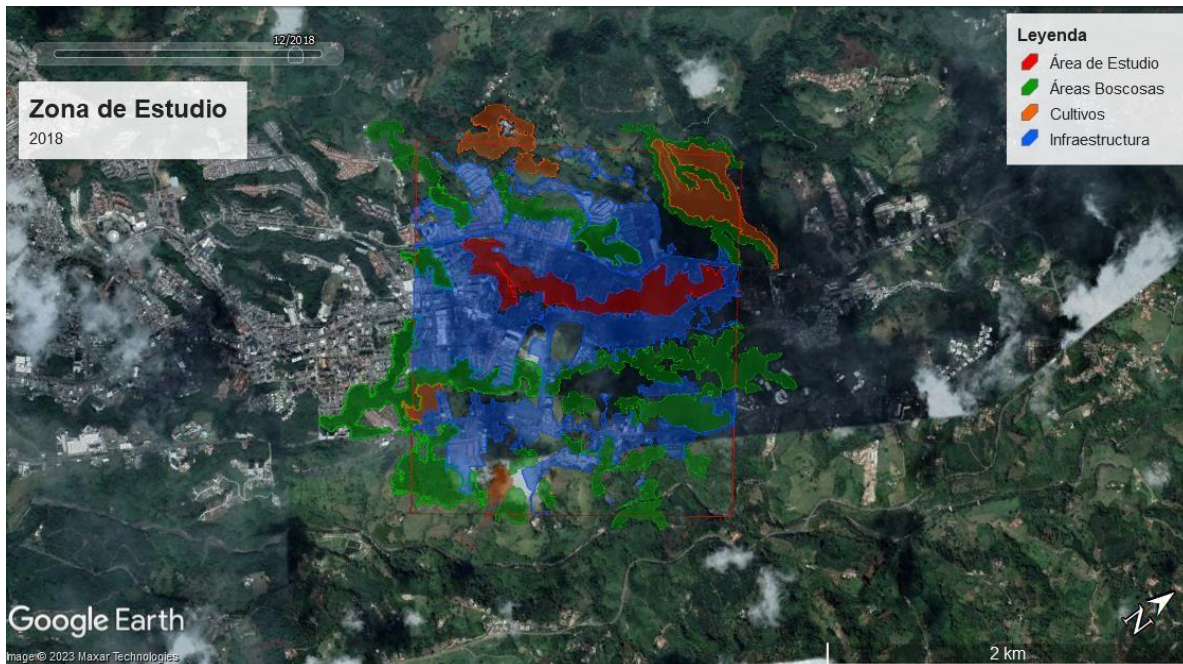 12/2018
Zona de Estudio
2018
Leyenda
Área de Estudio
Áreas Boscosas
Cultivos
Infraestructura
N
Google Earth
Image © 2023 Maxar Technologies
2 km